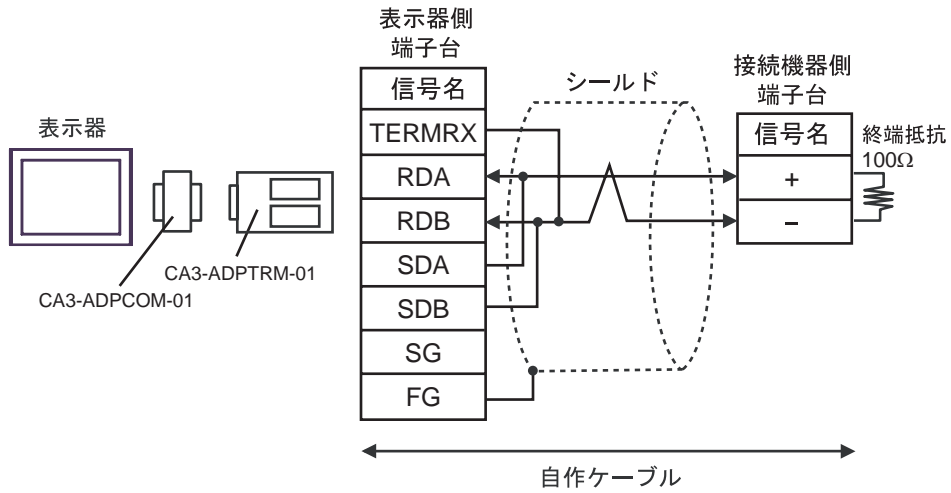 表示器
CA3-ADPCOM-01
CA3-ADPTRM-01
表示器側
端子台
信号名
TERMRX
RDA
RDB
SDA
SDB
SG
FG
シールド
接続機器側
端子台
信号名
+
−
終端抵抗
100Ω
自作ケーブル